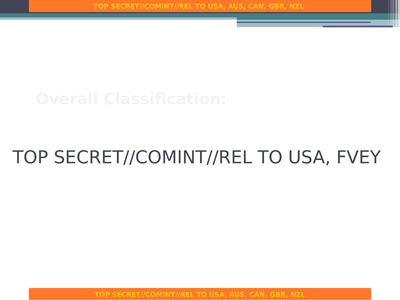 TOP SECRET//COMINT//REL TO USA, AUS, CAN, GBR, NZL
Overall Classification:
TOP SECRET//COMINT//REL TO USA, FVEY
TOP SECRET//COMINT//REL TO USA, AUS, CAN, GBR, NZL